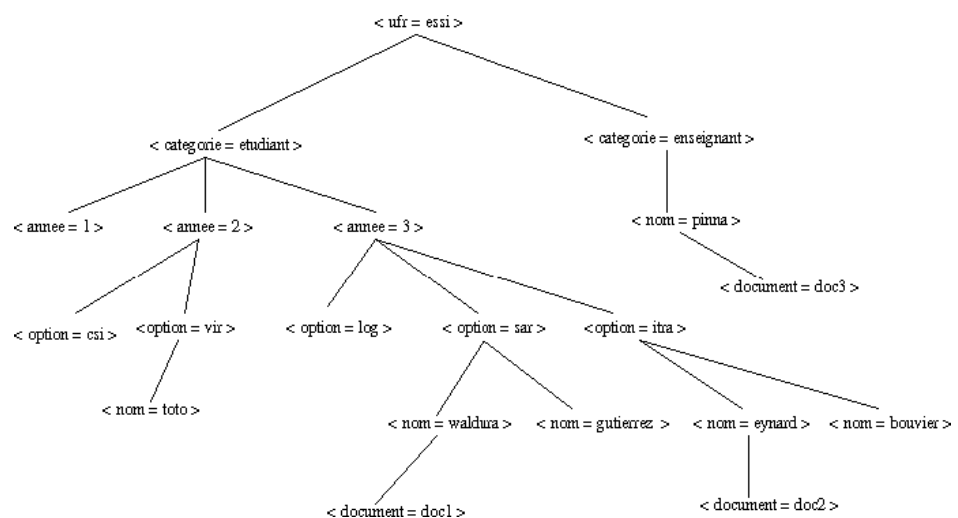 < ufr = essi >
< categorie = etudiant >
< categorie = enseignant >
< annee = 1 >
< annee = 2 >
< annee = 3 >
< nom = pinna >
< document = doc3 >
< option = csi >
<option = vir >
< option = log >
< option = sar >
<option = itra >
< nom = toto >
< nom = waldura >
< nom = gutierrez >
< nom = eynard >
< nom = bouvier >
< document = doc1 >
< document = doc2 >